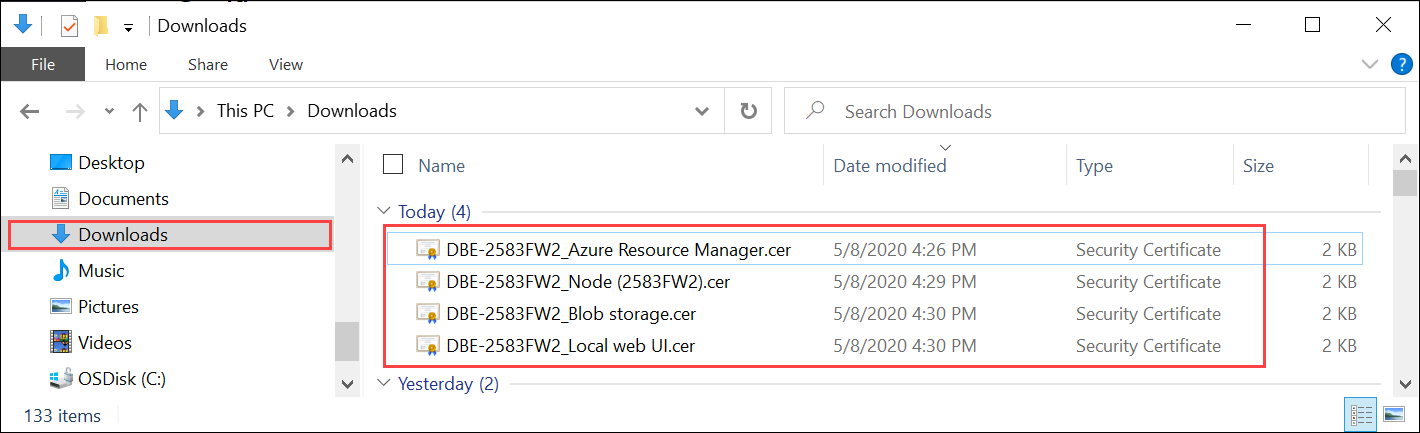 Downloads
File Home Share View
This PC Downloads Search Downloads
Desktop
Documents
Downloads
Music
Pictures
Videos
OSDisk (C:)
Name Date modified Type Size
Today (4)
DBE-2583FW2_Azure Resource Manager.cer 5/8/2020 4:26 PM Security Certificate 2 KB
DBE-2583FW2_Node (2583FW2).cer 5/8/2020 4:29 PM Security Certificate 2 KB
DBE-2583FW2_Blob storage.cer 5/8/2020 4:30 PM Security Certificate 2 KB
DBE-2583FW2_Local web UI.cer 5/8/2020 4:30 PM Security Certificate 2 KB
Yesterday (2)
133 items